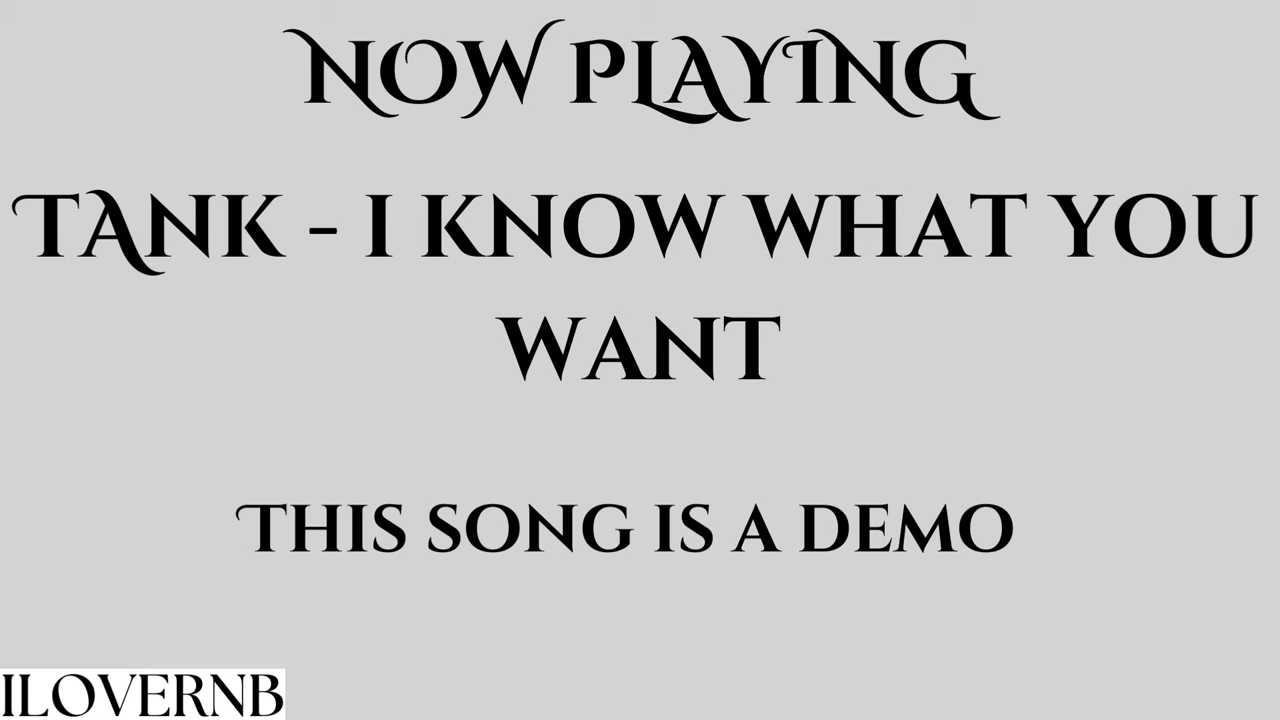 NOW PLAYING
TANK - I KNOW WHAT YOU
WANT
THIS SONG IS A DEMO
ILOVERNB